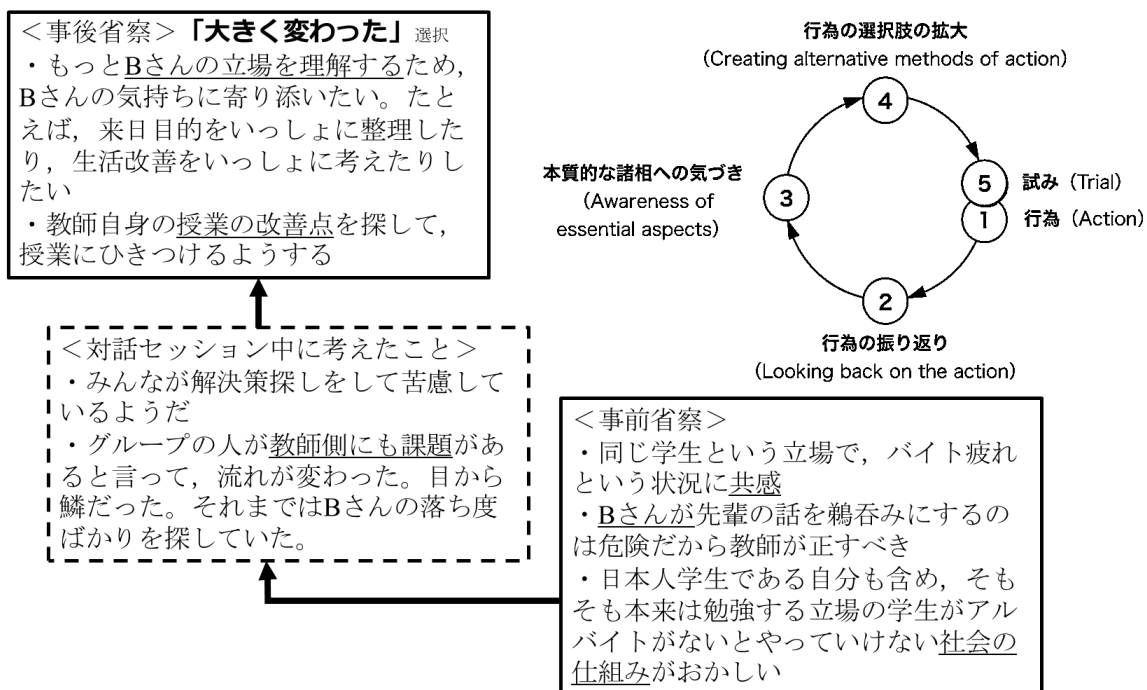 ＜事後省察＞「大きく変わった」選択
・もっとBさんの立場を理解するため，
Bさんの気持ちに寄り添いたい。たと
えば，来日目的をいっしょに整理した
り，生活改善をいっしょに考えたりし
たい
・教師自身の授業の改善点を探して，
授業にひきつけるようする
行為の選択肢の拡大
（Creating alternative methods of action）
4
本質的な諸相への気づき
（Awareness of
essential aspects）
3
5
試み（Trial）
1
行為（Action）
2
行為の振り返り
（Looking back on the action）
＜対話セッション中に考えたこと＞
・みんなが解決策探しをして苦慮して
いるようだ
・グループの人が教師側にも課題があ
ると言って，流れが変わった。目から
鱗だった。それまではBさんの落ち度
ばかりを探していた。
＜事前省察＞
・同じ学生という立場で，バイト疲れ
という状況に共感
・Bさんが先輩の話を鵜呑みにするの
は危険だから教師が正すべき
・日本人学生である自分も含め，そも
そも本来は勉強する立場の学生がアル
バイトがないとやっていけない社会の
仕組みがおかしい